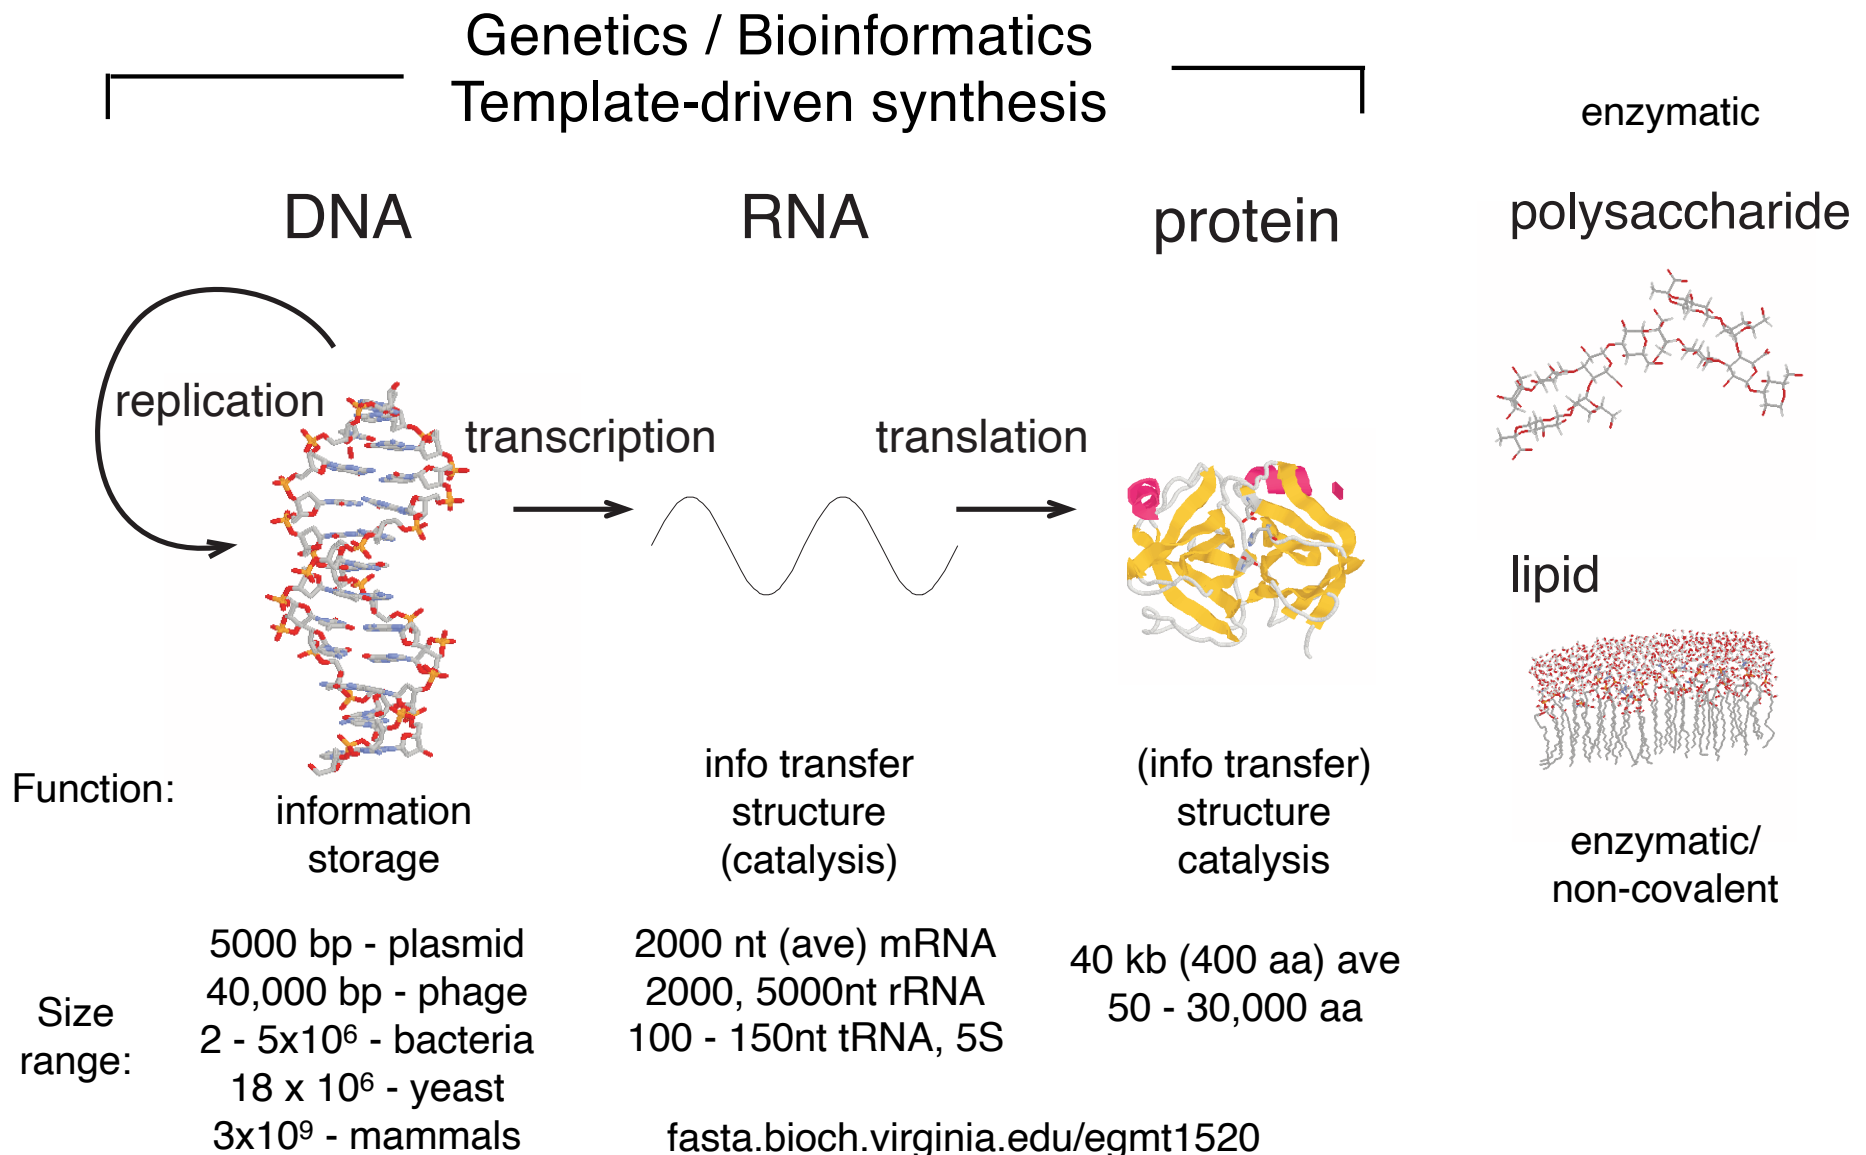 Genetics / Bioinformatics
Template-driven synthesis
enzymatic
DNA
RNA
protein
polysaccharide
replication
transcription
translation
lipid
Function:
information
storage
info transfer
structure
(catalysis)
(info transfer)
structure
catalysis
enzymatic/
non-covalent
Size
range:
5000 bp - plasmid
40,000 bp - phage
2 - 5x10⁶ - bacteria
18 x 10⁶ - yeast
3x10⁹ - mammals
2000 nt (ave) mRNA
2000, 5000nt rRNA
100 - 150nt tRNA, 5S
40 kb (400 aa) ave
50 - 30,000 aa
fasta.bioch.virginia.edu/egmt1520